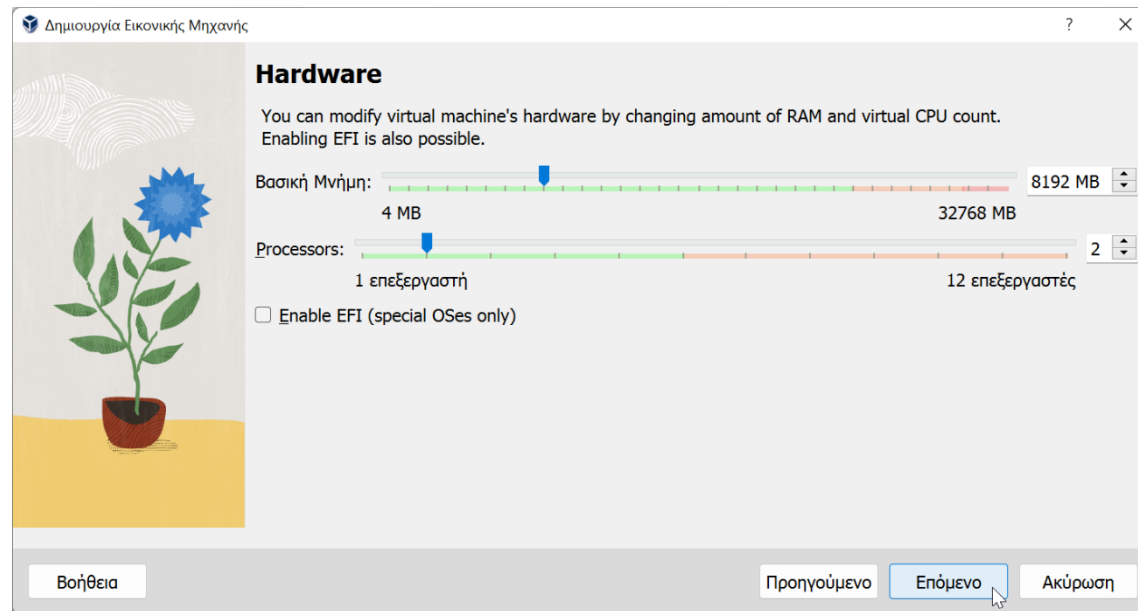 Δημιουργία Εικονικής Μηχανής
?
Hardware
You can modify virtual machine's hardware by changing amount of RAM and virtual CPU count.
Enabling EFI is also possible.
Βασική Μνήμη: 8192 MB
4 MB 32768 MB
Processors: 2
1 επεξεργαστή 12 επεξεργαστές
Enable EFI (special OSes only)
Βοήθεια Προηγούμενο Επόμενο Ακύρωση